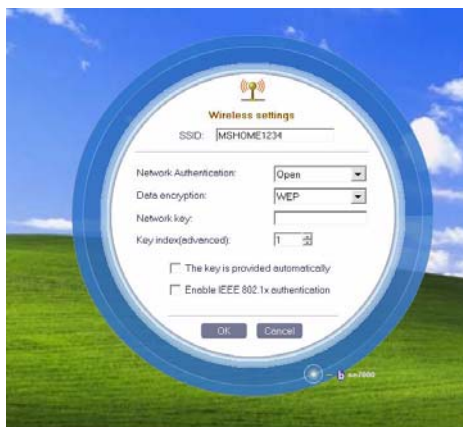 Wireless settings
SSID: MSHOME1234
Network Authentication: Open
Data encryption: WEP
Network key:
Key index(advanced): 1
The key is provided automatically
Enable IEEE 802.1x authentication
OK Cancel
b